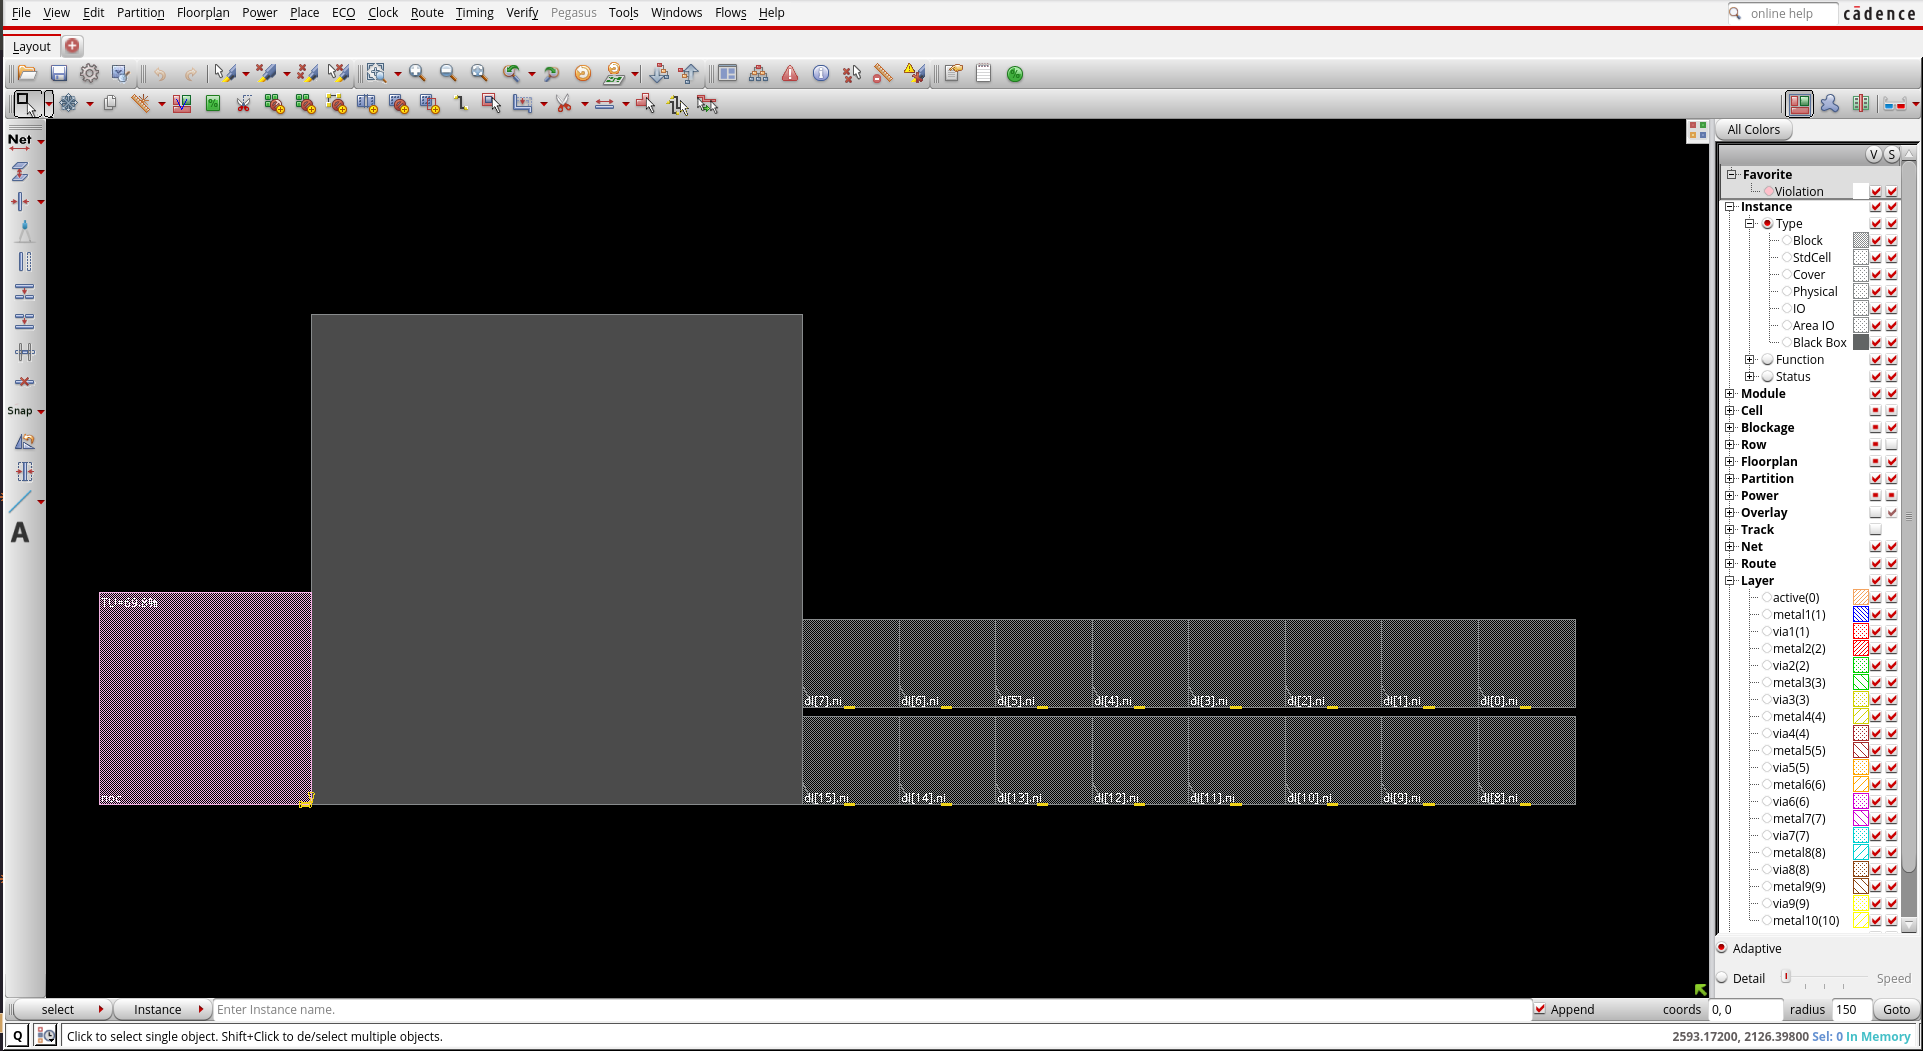 File View Edit Partition Floorplan Power Place ECO Clock Route Timing Verify Pegasus Tools Windows Flows Help
online help
cādence
Layout
Net
Snap
A
All Colors
V S
Favorite
Violation
Instance
Type
Block
StdCell
Cover
Physical
IO
Area IO
Black Box
Function
Status
Module
Cell
Blockage
Row
Floorplan
Partition
Power
Overlay
Track
Net
Route
Layer
active(0)
metal1(1)
via1(1)
metal2(2)
via2(2)
metal3(3)
via3(3)
metal4(4)
via4(4)
metal5(5)
via5(5)
metal6(6)
via6(6)
metal7(7)
via7(7)
metal8(8)
via8(8)
metal9(9)
via9(9)
metal10(10)
Adaptive
Detail Speed
TU=69.8%
noc
dl[7].ni dl[6].ni dl[5].ni dl[4].ni dl[3].ni dl[2].ni dl[1].ni dl[0].ni
dl[15].ni dl[14].ni dl[13].ni dl[12].ni dl[11].ni dl[10].ni dl[9].ni dl[8].ni
select Instance Enter Instance name. Append coords 0, 0 radius 150 Goto
Q Click to select single object. Shift+Click to de/select multiple objects. 2593.17200, 2126.39800 Sel: 0 In Memory